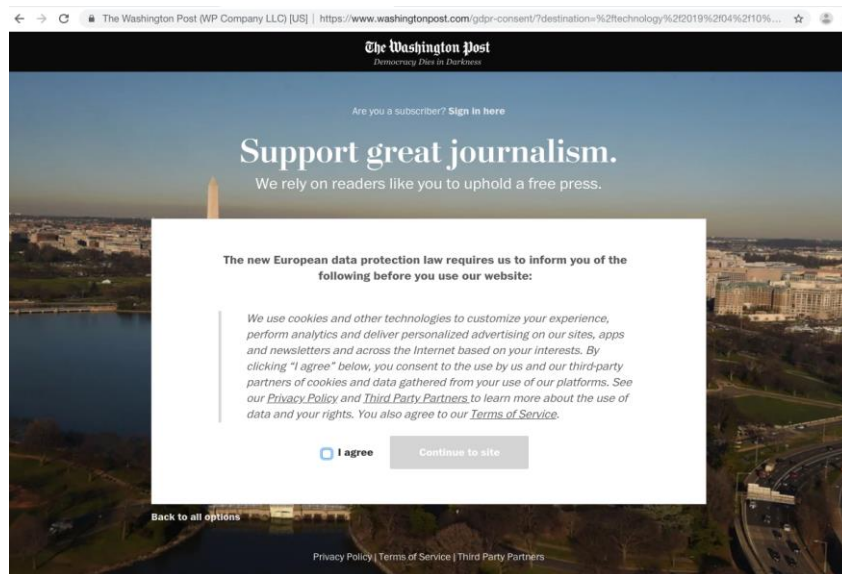 The Washington Post (WP Company LLC) [US] | https://www.washingtonpost.com/gdpr-consent/?destination=%2ftechnology%2f2019%2f04%2f10%...
The Washington Post
Democracy Dies in Darkness
Are you a subscriber? Sign in here
Support great journalism.
We rely on readers like you to uphold a free press.
The new European data protection law requires us to inform you of the
following before you use our website:
We use cookies and other technologies to customize your experience,
perform analytics and deliver personalized advertising on our sites, apps
and newsletters and across the Internet based on your interests. By
clicking “I agree” below, you consent to the use by us and our third-party
partners of cookies and data gathered from your use of our platforms. See
our Privacy Policy and Third Party Partners to learn more about the use of
data and your rights. You also agree to our Terms of Service.
I agree Continue to site
Back to all options
Privacy Policy | Terms of Service | Third Party Partners